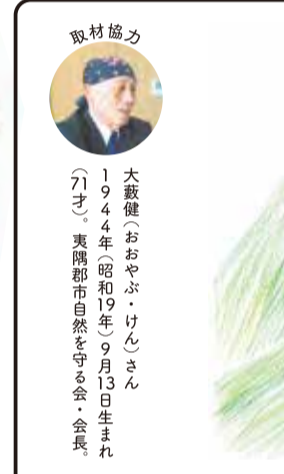 取材協力
大藪健（おおやぶ・けん）さん
1944年（昭和19年）9月13日生まれ
（71才）。夷隅郡市自然を守る会・会長。